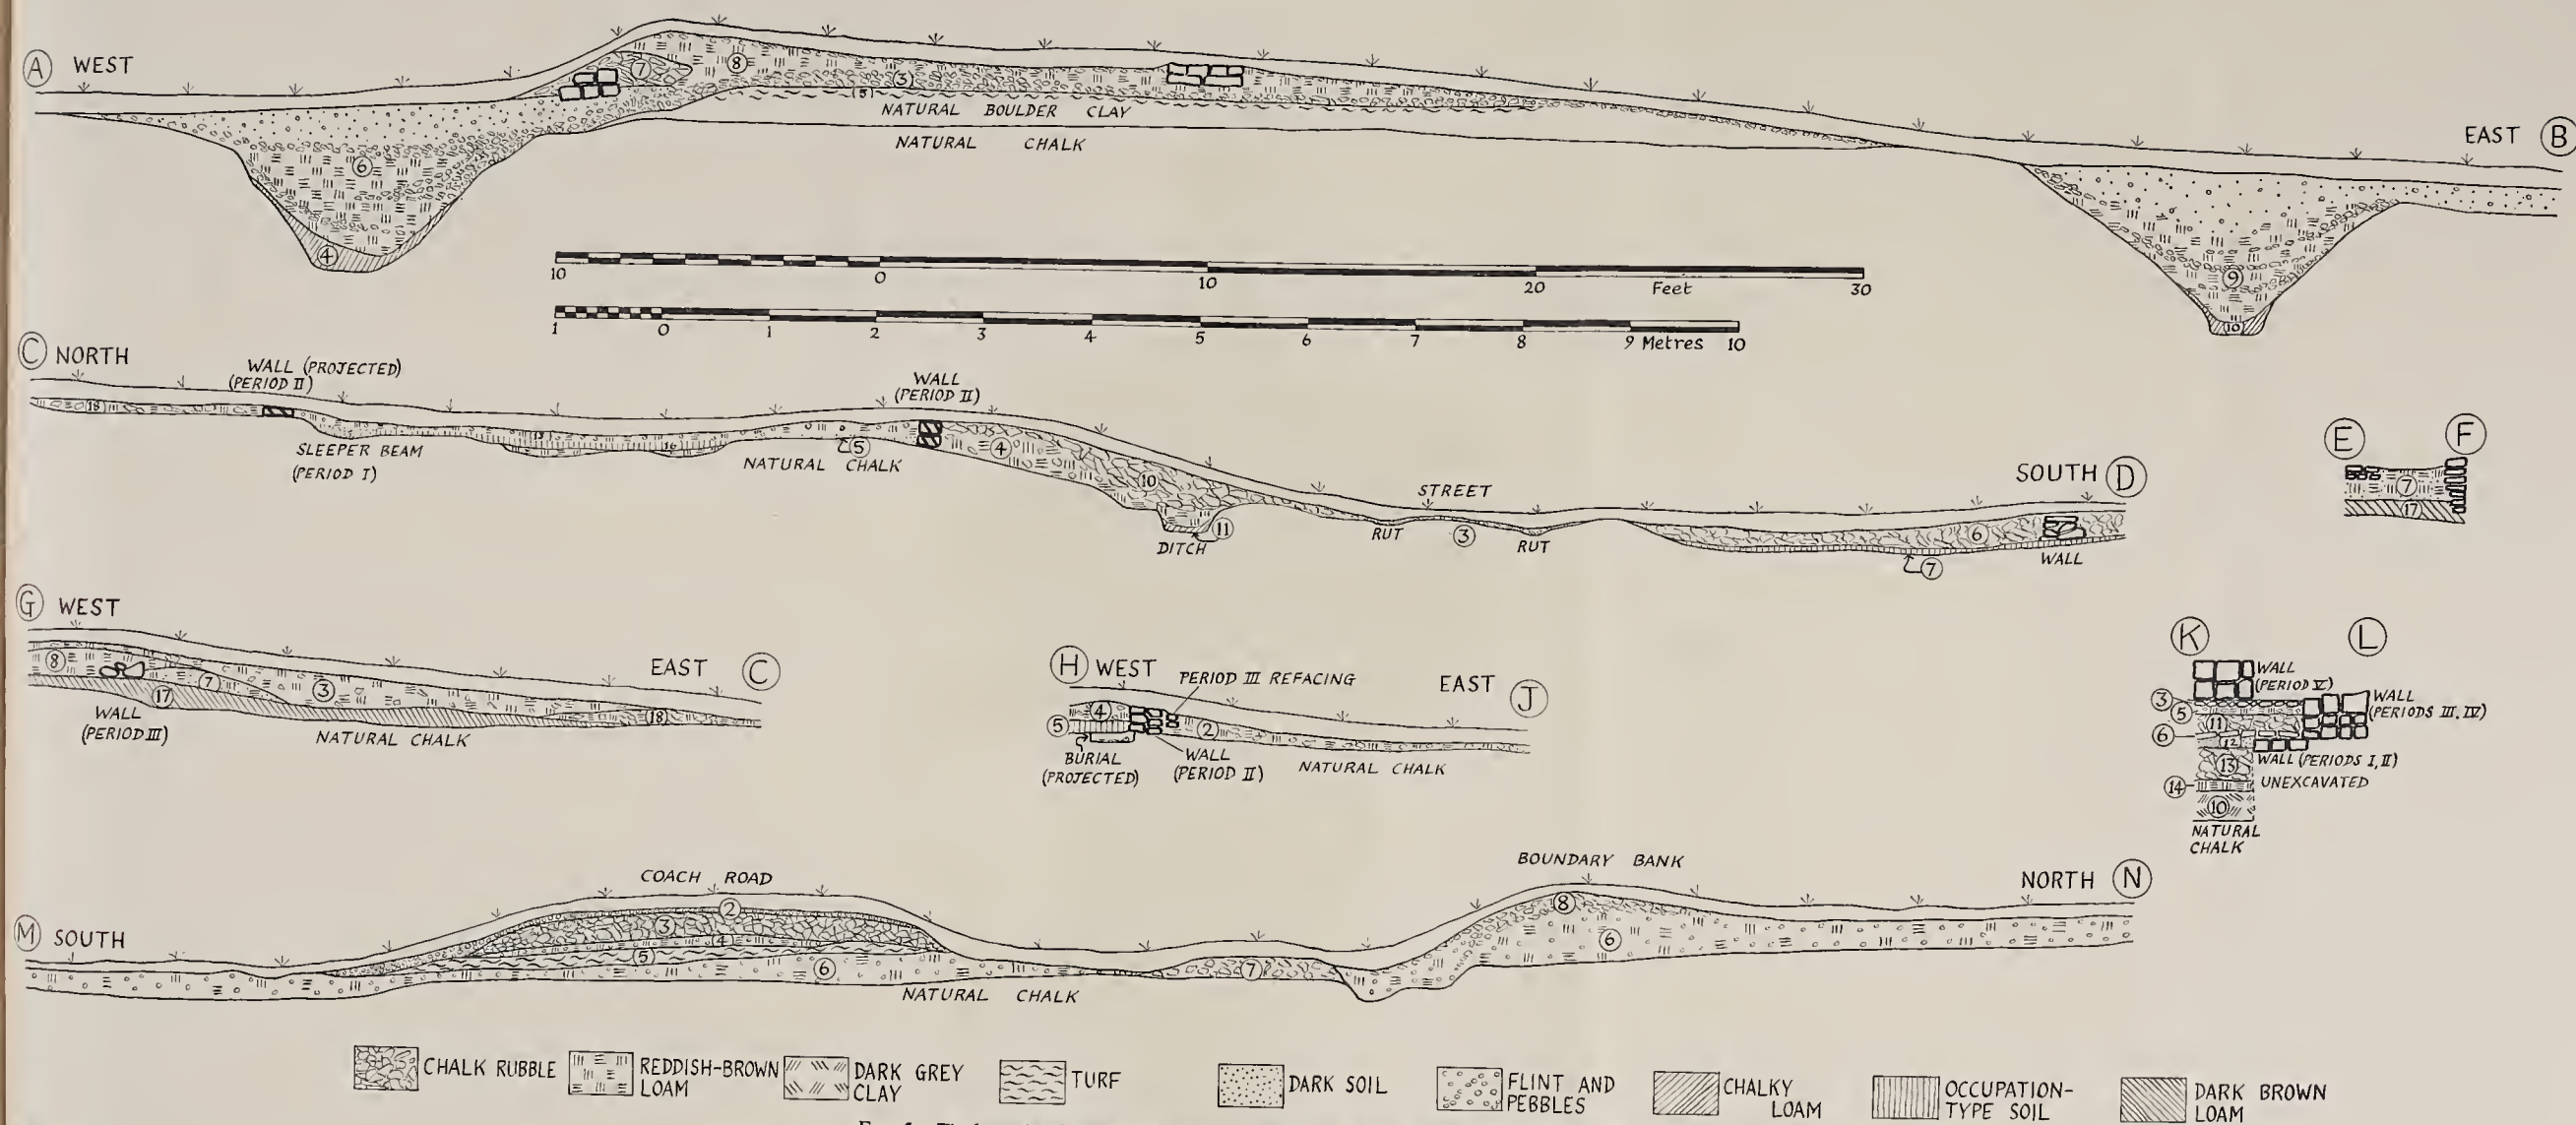 A WEST
7
8
3
(5)
NATURAL BOULDER CLAY
NATURAL CHALK
6
4
EAST B
9
10
10 0 10 20 Feet 30
1 0 1 2 3 4 5 6 7 8 9 Metres 10
C NORTH
WALL (PROJECTED)
(PERIOD II)
WALL
(PERIOD II)
18
SLEEPER BEAM
(PERIOD I)
15
16
5
NATURAL CHALK
4
10
11
DITCH
STREET
RUT
3
RUT
SOUTH D
6
WALL
7
E F
7
17
G WEST
8
7
3
17
18
EAST C
WALL
(PERIOD III)
NATURAL CHALK
H WEST
PERIOD III REFACING
EAST J
4
5
2
BURIAL
(PROJECTED)
WALL
(PERIOD II)
NATURAL CHALK
K L
WALL
(PERIOD V)
WALL
(PERIODS III.IV)
3
5
11
6
12
WALL (PERIODS I,II)
13
UNEXCAVATED
14
10
NATURAL
CHALK
M SOUTH
COACH ROAD
2
3
4
5
6
NATURAL CHALK
7
BOUNDARY BANK
8
6
NORTH N
CHALK RUBBLE
REDDISH-BROWN
LOAM
DARK GREY
CLAY
TURF
DARK SOIL
FLINT AND
PEBBLES
CHALKY
LOAM
OCCUPATION-
TYPE SOIL
DARK BROWN
LOAM